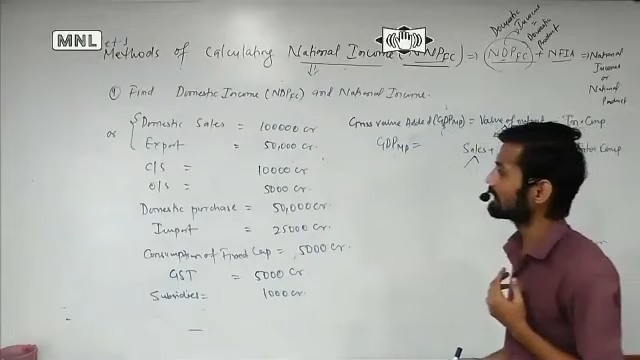 MNL
Methods of Calculating National Income (NNPFC) => NDPFC + NFIA => National Income or National Product
Domestic Income = Domestic Product
Q Find Domestic Income (NDPFC) and National Income.
Domestic Sales = 100000 Cr
or Export = 50,000 Cr
C/S = 10000 Cr
O/S = 5000 Cr.
Domestic purchase = 50,000 Cr.
Import = 25000 Cr.
Consumption of Fixed Cap = 5000 Cr.
GST = 5000 Cr
Subsidies = 1000 Cr.
Gross Value Added (GDPMP) = Value of output - Comp
GDPMP = Sales + Comp